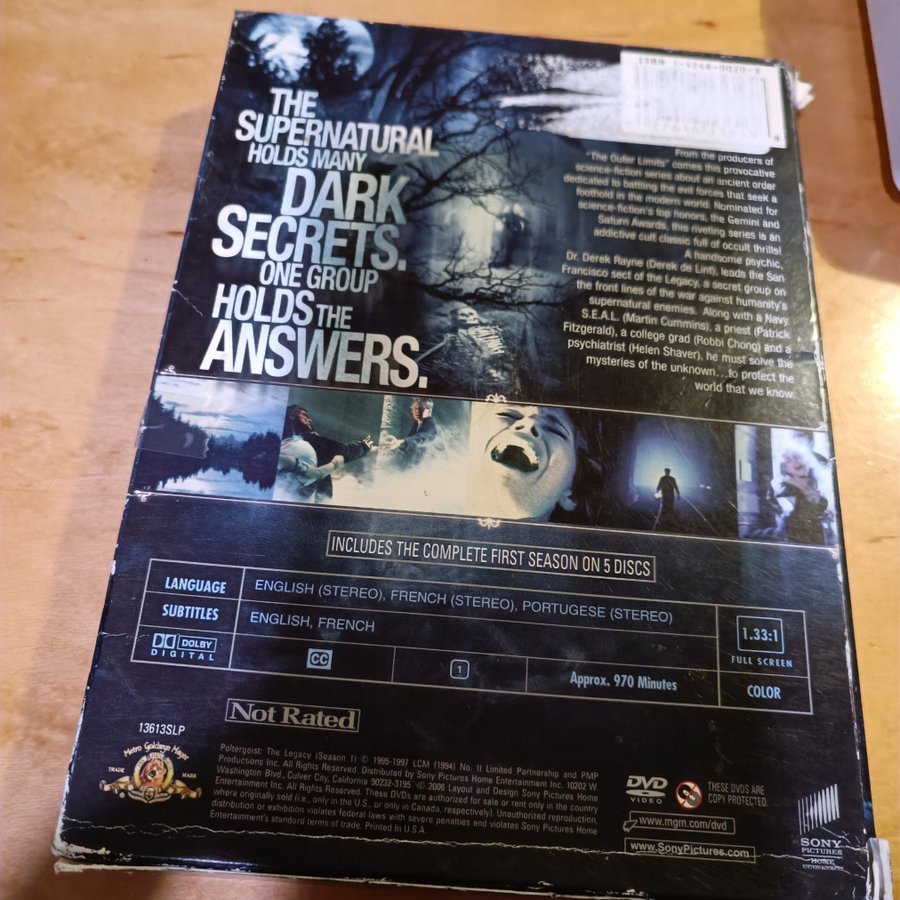 THE
SUPERNATURAL
HOLDS MANY
DARK
SECRETS.
ONE GROUP
HOLDS THE
ANSWERS.
From the producers of
"The Outer Limits" comes this provocative
science-fiction series about an ancient order
dedicated to battling the evil forces that seek a
foothold in the modern world. Nominated for
science-fiction's top honors, the Gemini and
Saturn Awards, this riveting series is an
addictive cult classic full of occult thrills!
A handsome psychic,
Dr. Derek Rayne (Derek de Lint), leads the San
Francisco sect of the Legacy, a secret group on
the front lines of the war against humanity's
supernatural enemies. Along with a Navy
S.E.A.L. (Martin Cummins), a priest (Patrick
Fitzgerald), a college grad (Robbi Chong) and a
psychiatrist (Helen Shaver), he must solve the
mysteries of the unknown...to protect the
world that we know.
INCLUDES THE COMPLETE FIRST SEASON ON 5 DISCS
LANGUAGE ENGLISH (STEREO), FRENCH (STEREO), PORTUGESE (STEREO)
SUBTITLES ENGLISH, FRENCH
DOLBY
DIGITAL
CC
1
Approx. 970 Minutes
1.33:1
FULL SCREEN
COLOR
Not Rated
13613SLP
Metro Goldwyn Mayer
TRADE MARK
Poltergeist: The Legacy (Season 1) © 1995-1997 LCM (1994) No. II Limited Partnership and PMP
Productions Inc. All Rights Reserved. Distributed by Sony Pictures Home Entertainment Inc. 10202 W.
Washington Blvd., Culver City, California 90232-3195 © 2006 Layout and Design Sony Pictures Home
Entertainment Inc. All Rights Reserved. These DVDs are authorized for sale or rent only in the country
where originally sold (i.e., only in the U.S. or only in Canada, respectively). Unauthorized reproduction,
distribution or exhibition violates federal laws with severe penalties and violates Sony Pictures Home
Entertainment's standard terms of trade. Printed in U.S.A.
DVD
VIDEO
THESE DVDS ARE
COPY PROTECTED.
www.mgm.com/dvd
www.SonyPictures.com
SONY
PICTURES
HOME